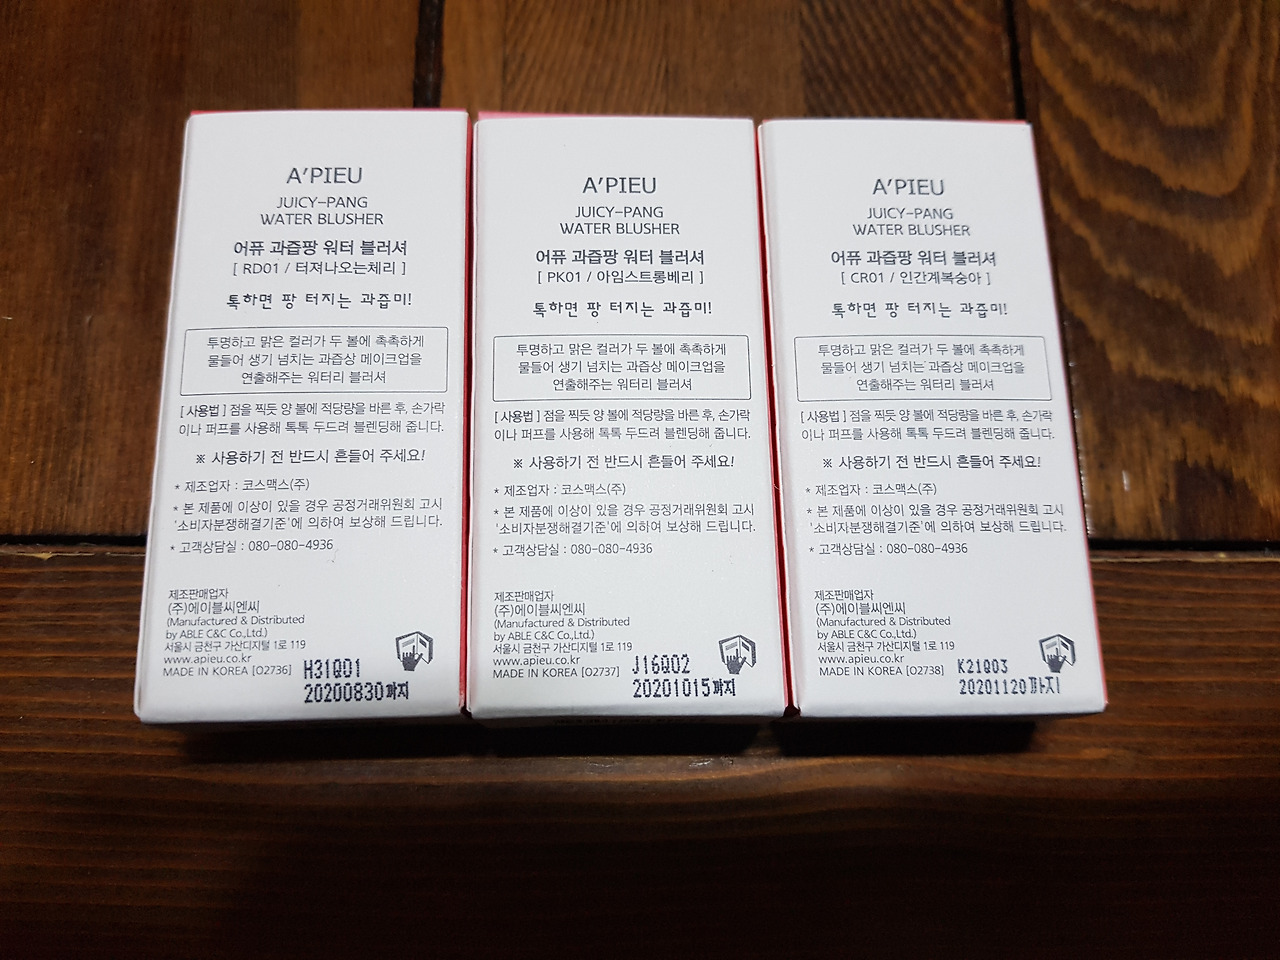 A'PIEU
JUICY-PANG
WATER BLUSHER
어퓨 과즙팡 워터 블러셔
[ RD01 / 터져나오는체리 ]
톡하면 팡 터지는 과즙미!
투명하고 맑은 컬러가 두 볼에 촉촉하게
물들어 생기 넘치는 과즙상 메이크업을
연출해주는 워터리 블러셔
[ 사용법 ] 점을 찍듯 양 볼에 적당량을 바른 후, 손가락
이나 퍼프를 사용해 톡톡 두드려 블렌딩해 줍니다.
※ 사용하기 전 반드시 흔들어 주세요!
* 제조업자 : 코스맥스(주)
* 본 제품에 이상이 있을 경우 공정거래위원회 고시
'소비자분쟁해결기준'에 의하여 보상해 드립니다.
* 고객상담실 : 080-080-4936
제조판매업자
(주)에이블씨엔씨
(Manufactured & Distributed
by ABLE C&C Co.,Ltd.)
서울시 금천구 가산디지털 1로 119
www.apieu.co.kr
MADE IN KOREA [O2736]
H31Q01
20200830까지
A'PIEU
JUICY-PANG
WATER BLUSHER
어퓨 과즙팡 워터 블러셔
[ PK01 / 아임스트롱베리 ]
톡하면 팡 터지는 과즙미!
투명하고 맑은 컬러가 두 볼에 촉촉하게
물들어 생기 넘치는 과즙상 메이크업을
연출해주는 워터리 블러셔
[ 사용법 ] 점을 찍듯 양 볼에 적당량을 바른 후, 손가락
이나 퍼프를 사용해 톡톡 두드려 블렌딩해 줍니다.
※ 사용하기 전 반드시 흔들어 주세요!
* 제조업자 : 코스맥스(주)
* 본 제품에 이상이 있을 경우 공정거래위원회 고시
'소비자분쟁해결기준'에 의하여 보상해 드립니다.
* 고객상담실 : 080-080-4936
제조판매업자
(주)에이블씨엔씨
(Manufactured & Distributed
by ABLE C&C Co.,Ltd.)
서울시 금천구 가산디지털 1로 119
www.apieu.co.kr
MADE IN KOREA [O2737]
J16Q02
20201015까지
A'PIEU
JUICY-PANG
WATER BLUSHER
어퓨 과즙팡 워터 블러셔
[ CR01 / 인간계복숭아 ]
톡하면 팡 터지는 과즙미!
투명하고 맑은 컬러가 두 볼에 촉촉하게
물들어 생기 넘치는 과즙상 메이크업을
연출해주는 워터리 블러셔
[ 사용법 ] 점을 찍듯 양 볼에 적당량을 바른 후, 손가락
이나 퍼프를 사용해 톡톡 두드려 블렌딩해 줍니다.
※ 사용하기 전 반드시 흔들어 주세요!
* 제조업자 : 코스맥스(주)
* 본 제품에 이상이 있을 경우 공정거래위원회 고시
'소비자분쟁해결기준'에 의하여 보상해 드립니다.
* 고객상담실 : 080-080-4936
제조판매업자
(주)에이블씨엔씨
(Manufactured & Distributed
by ABLE C&C Co.,Ltd.)
서울시 금천구 가산디지털 1로 119
www.apieu.co.kr
MADE IN KOREA [O2738]
K21Q03
20201120까지